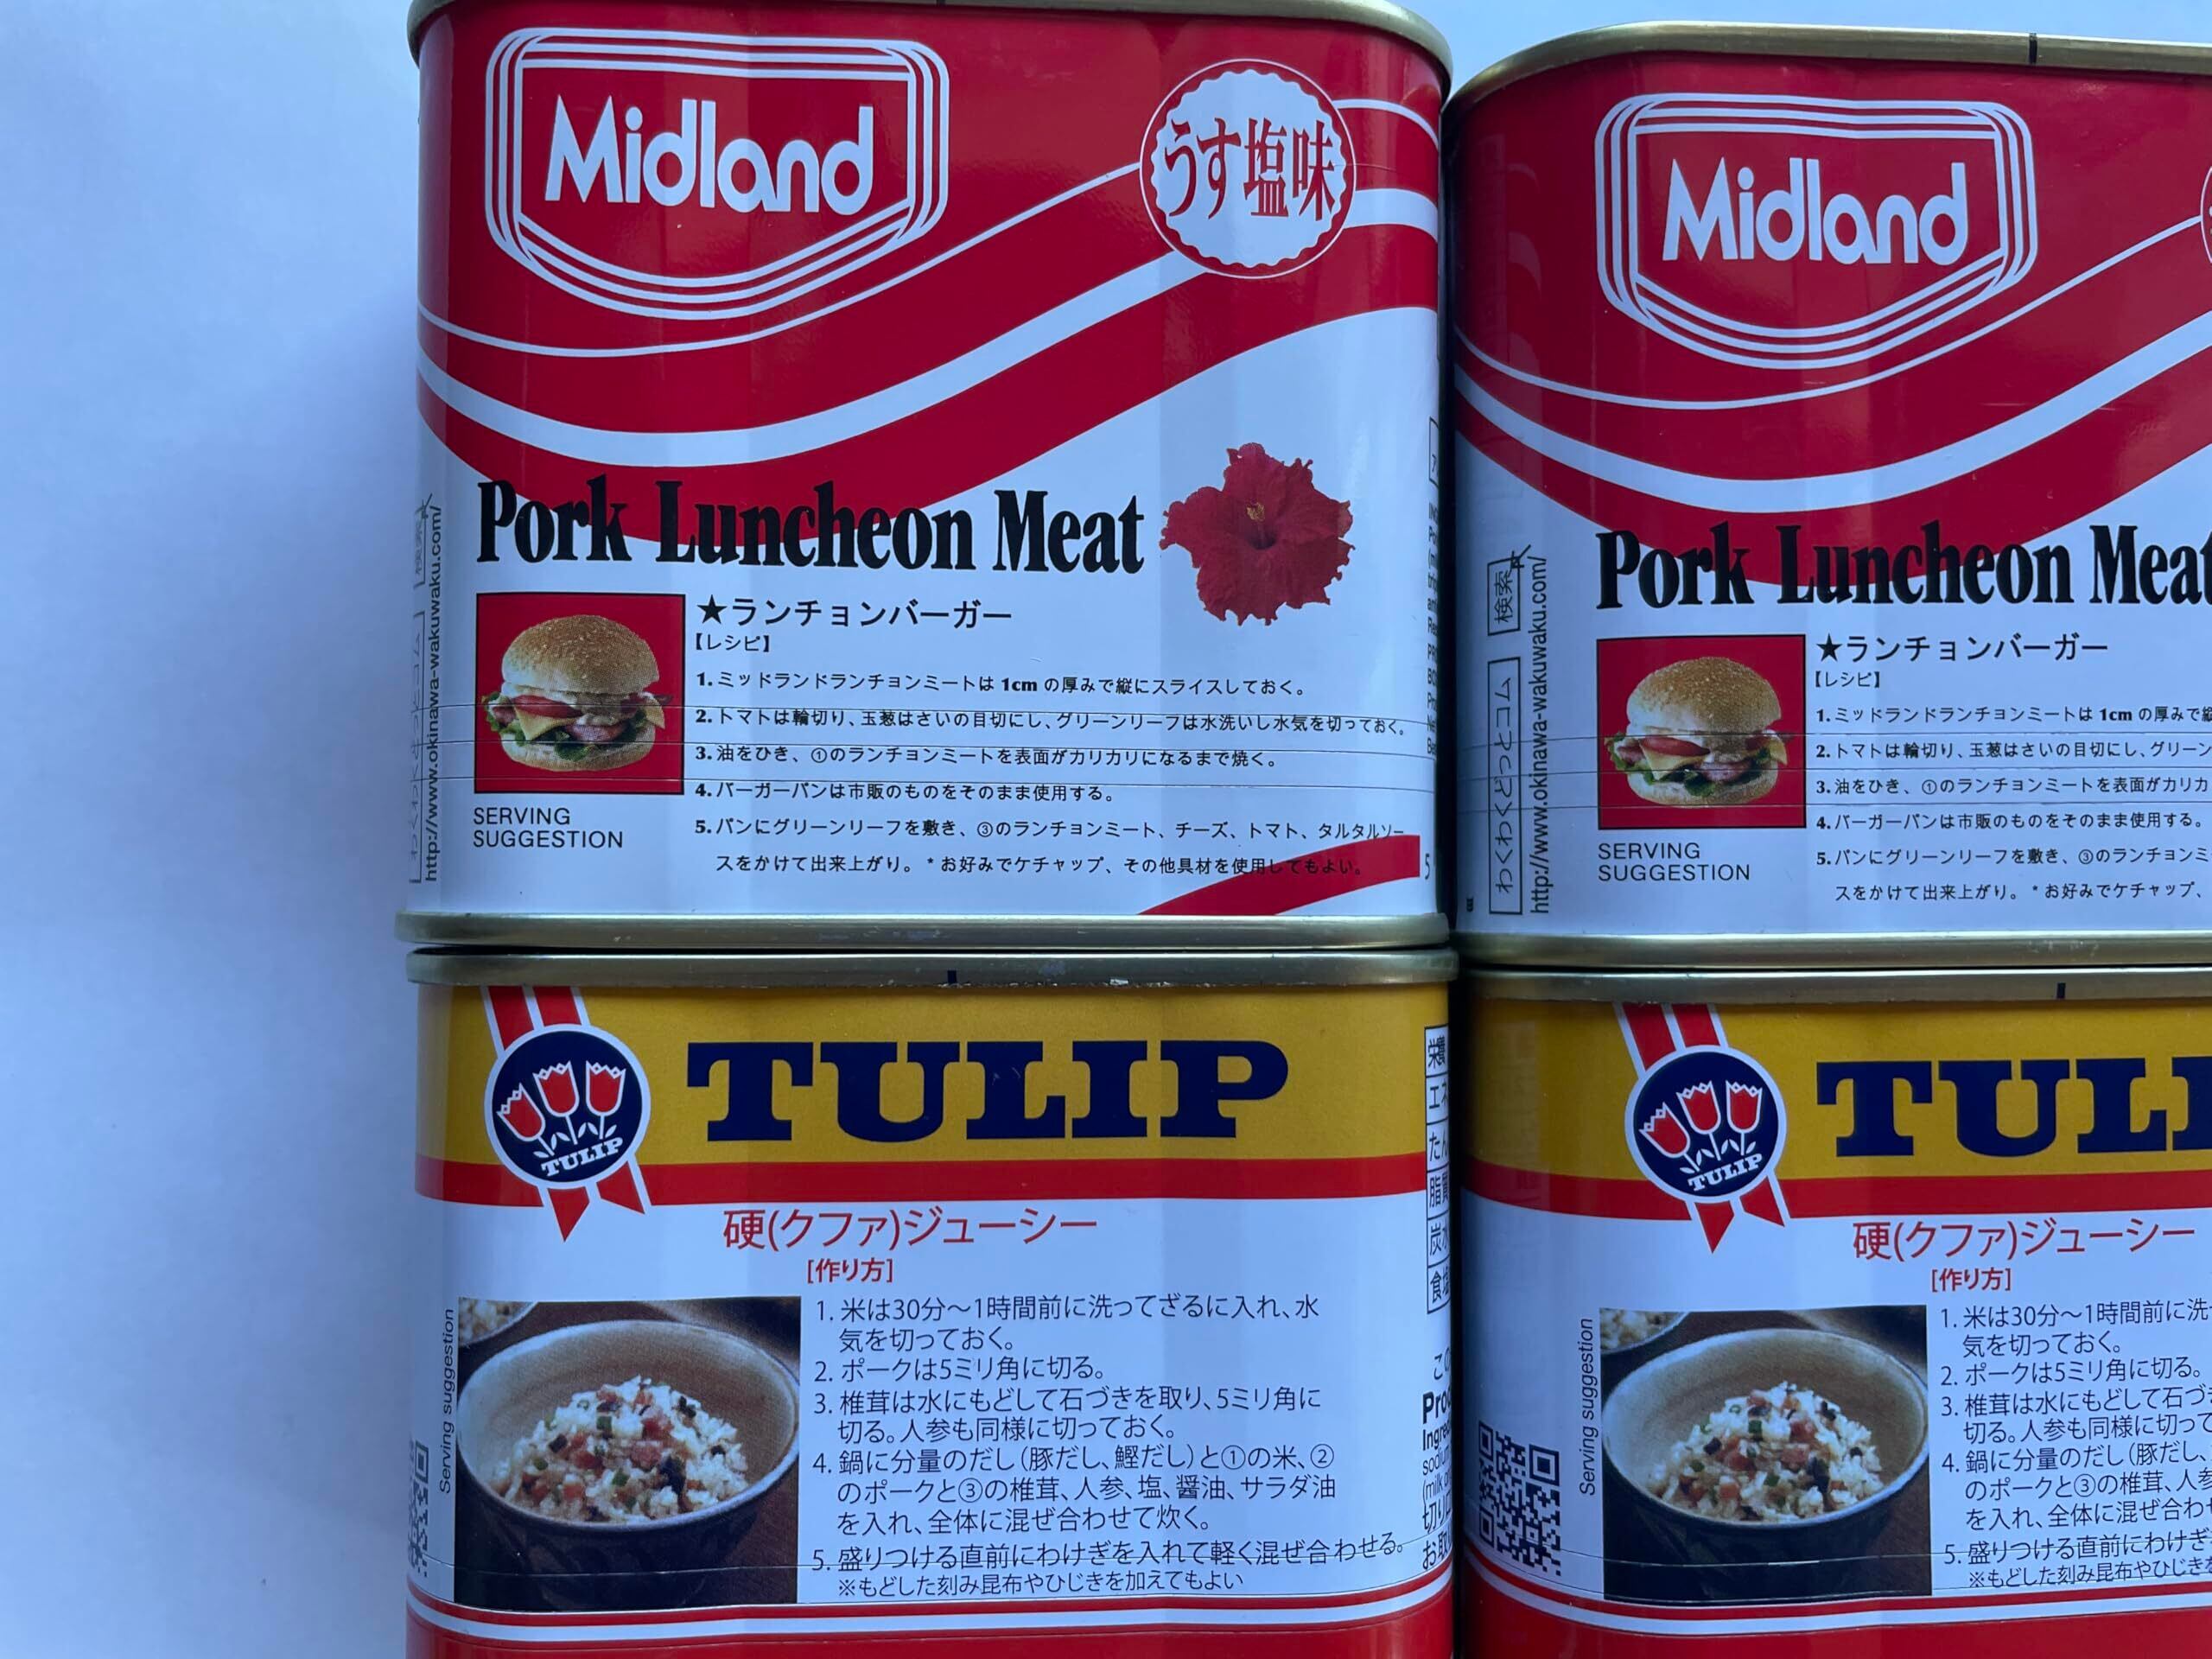 Midland
うす塩味
Pork Luncheon Meat
★ランチョンバーガー
【レシピ】
1.ミッドランドランチョンミートは 1cm の厚みで縦にスライスしておく。
2.トマトは輪切り、玉葱はさいの目切にし、グリーンリーフは水洗いし水気を切っておく。
3.油をひき、①のランチョンミートを表面がカリカリになるまで焼く。
4.バーガーバンは市販のものをそのまま使用する。
5.バンにグリーンリーフを敷き、③のランチョンミート、チーズ、トマト、タルタルソー
スをかけて出来上がり。*お好みでケチャップ、その他具材を使用してもよい。
SERVING
SUGGESTION
http://www.okinawa-wakuwaku.com/
Midland
Pork Luncheon Meat
★ランチョンバーガー
【レシピ】
1.ミッドランドランチョンミートは 1cm の厚みで縦
2.トマトは輪切り、玉葱はさいの目切にし、グリーン
3.油をひき、①のランチョンミートを表面がカリカ
4.バーガーバンは市販のものをそのまま使用する。
5.バンにグリーンリーフを敷き、③のランチョンミ
スをかけて出来上がり。*お好みでケチャップ、
SERVING
SUGGESTION
わくわくどっとコム 検索
http://www.okinawa-wakuwaku.com/
TULIP
TULIP
硬(クファ)ジューシー
[作り方]
1. 米は30分〜1時間前に洗ってざるに入れ、水
気を切っておく。
2. ポークは5ミリ角に切る。
3. 椎茸は水にもどして石づきを取り、5ミリ角に
切る。人参も同様に切っておく。
4. 鍋に分量のだし(豚だし、鰹だし)と①の米、②
のポークと③の椎茸、人参、塩、醤油、サラダ油
を入れ、全体に混ぜ合わせて炊く。
5. 盛りつける直前にわけぎを入れて軽く混ぜ合わせる。
※もどした刻み昆布やひじきを加えてもよい
Serving suggestion
TULIP
TULI
硬(クファ)ジューシー
[作り方]
1. 米は30分〜1時間前に洗
気を切っておく。
2. ポークは5ミリ角に切る。
3. 椎茸は水にもどして石づき
切る。人参も同様に切って
4. 鍋に分量のだし(豚だし、
のポークと③の椎茸、人参
を入れ、全体に混ぜ合わせ
5. 盛りつける直前にわけぎ
※もどした刻み昆布やひじきを
Serving suggestion